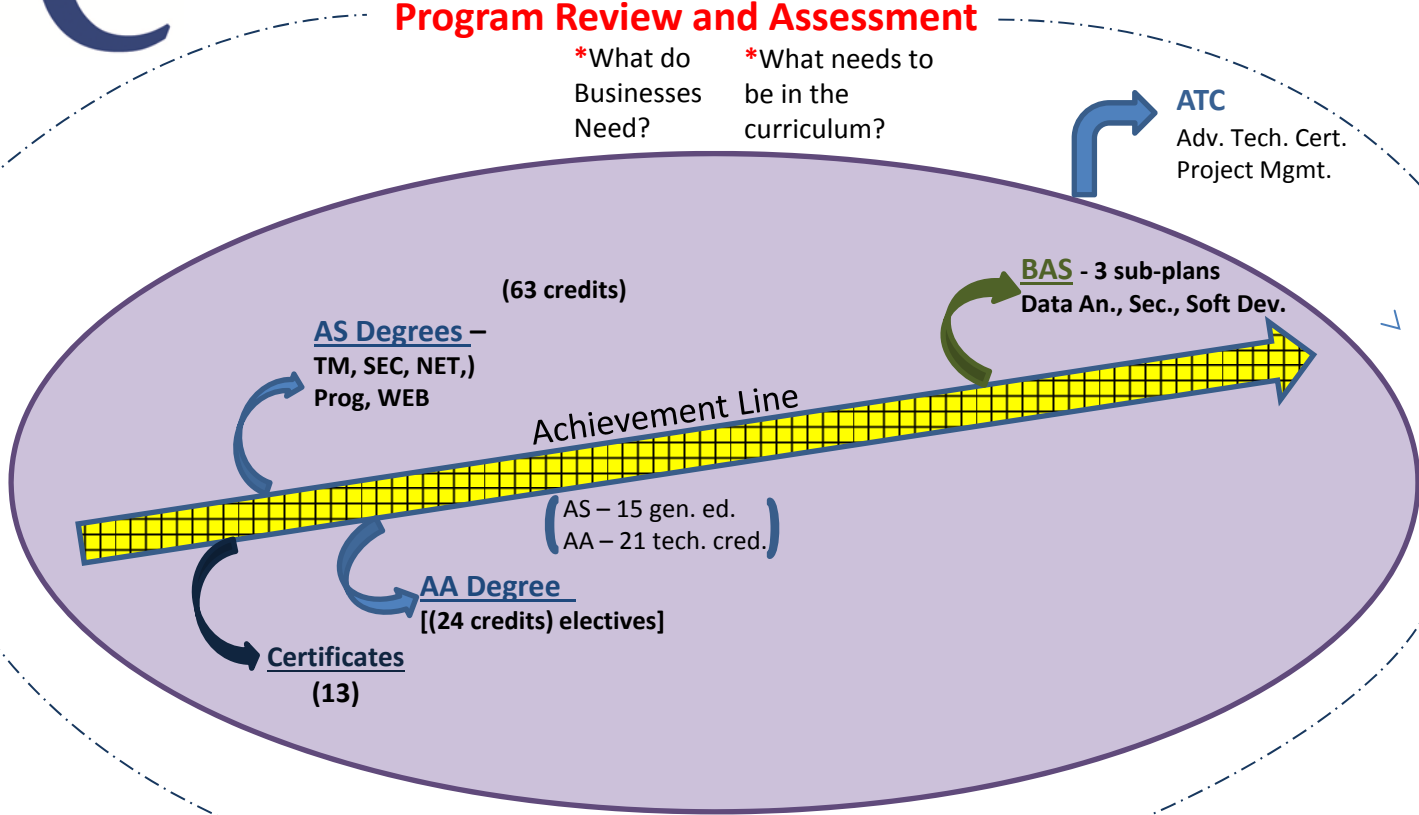 Program Review and Assessment
*What do
Businesses
Need?
*What needs to
be in the
curriculum?
ATC
Adv. Tech. Cert.
Project Mgmt.
BAS - 3 sub-plans
Data An., Sec., Soft Dev.
(63 credits)
AS Degrees –
TM, SEC, NET,)
Prog, WEB
Achievement Line
AS – 15 gen. ed.
AA – 21 tech. cred.
AA Degree
[(24 credits) electives]
Certificates
(13)